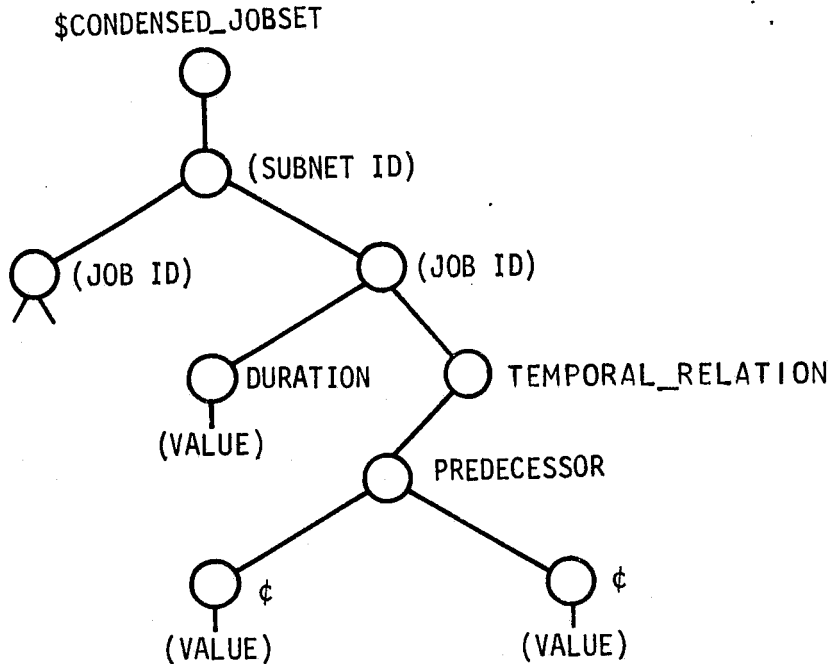 $CONDENSED_JOBSET
(SUBNET ID)
(JOB ID)
(JOB ID)
DURATION
TEMPORAL_RELATION
(VALUE)
PREDECESSOR
¢
¢
(VALUE)
(VALUE)